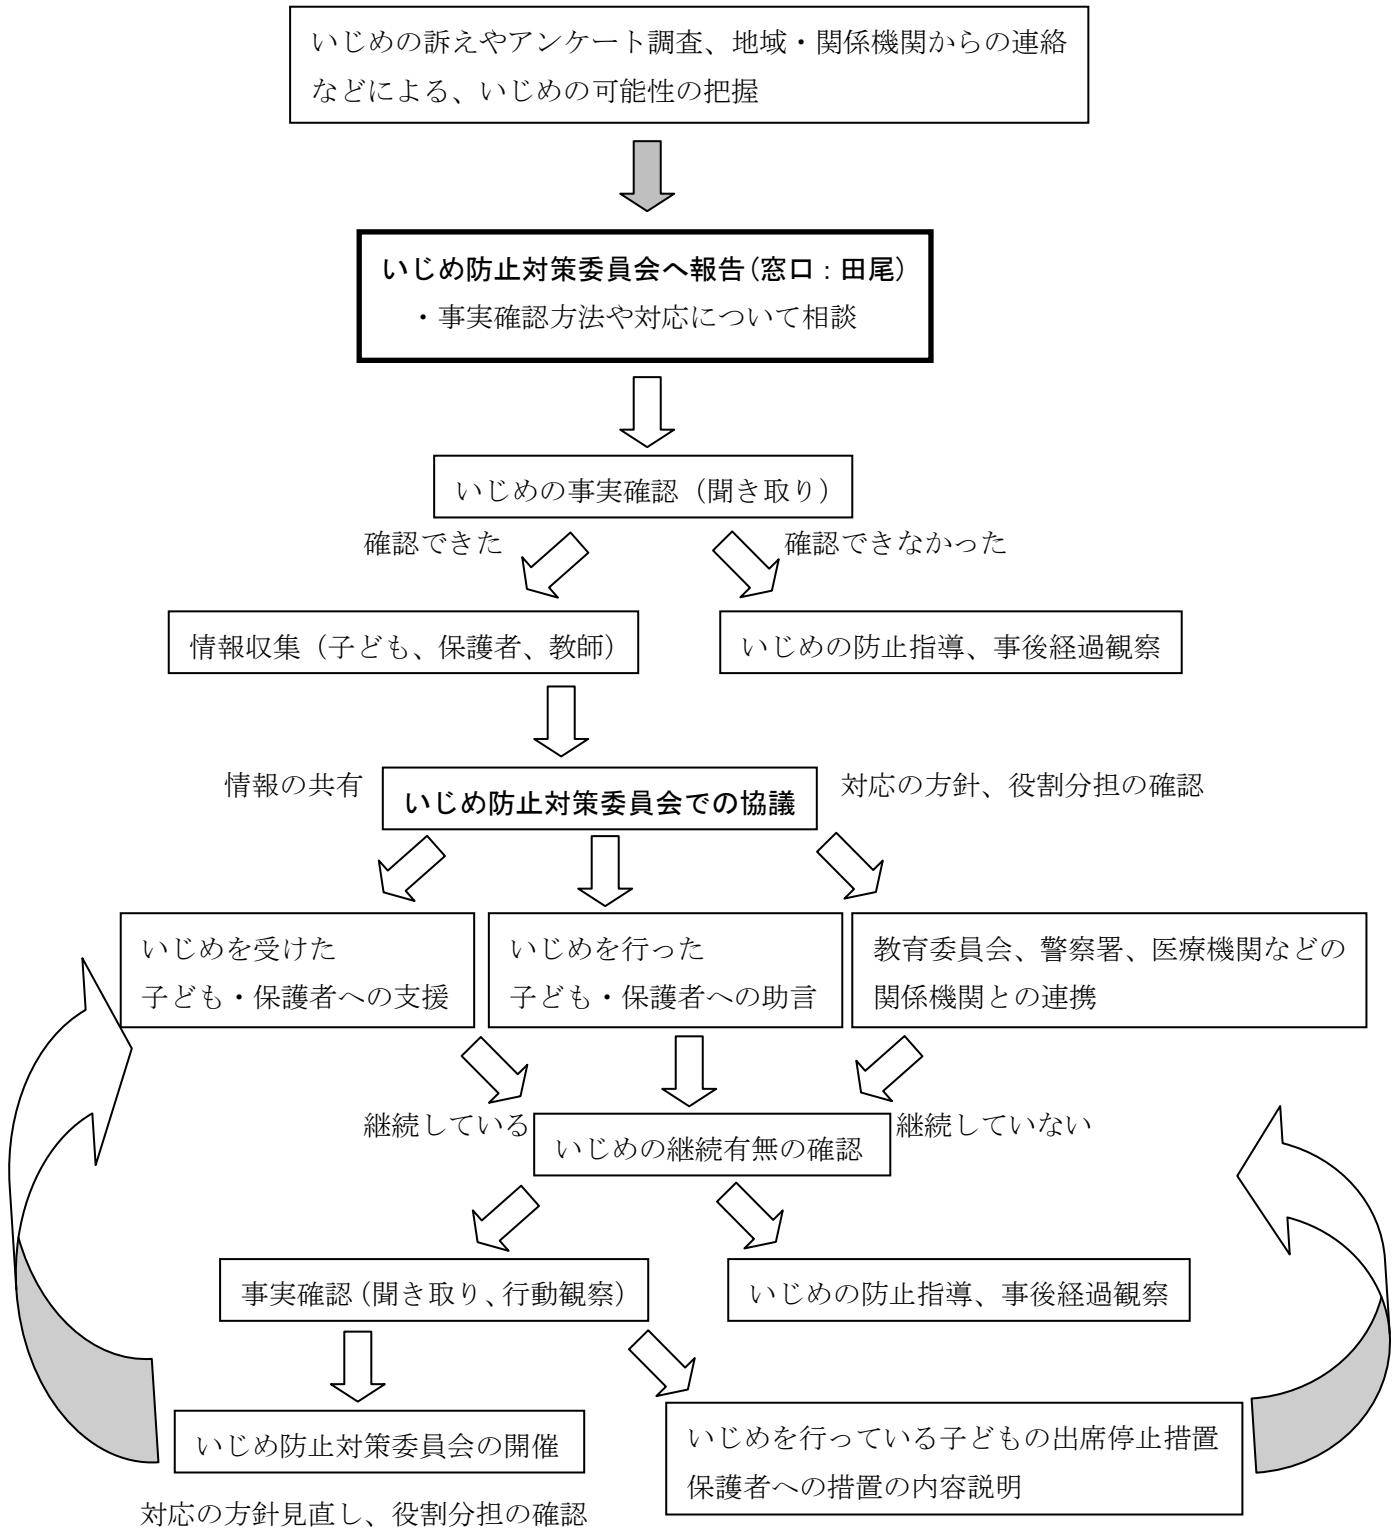 いじめの訴えやアンケート調査、地域・関係機関からの連絡
などによる、いじめの可能性の把握
いじめ防止対策委員会へ報告（窓口：田尾）
・事実確認方法や対応について相談
いじめの事実確認（聞き取り）
確認できた
確認できなかった
情報収集（子ども、保護者、教師）
いじめの防止指導、事後経過観察
情報の共有
いじめ防止対策委員会での協議
対応の方針、役割分担の確認
いじめを受けた
子ども・保護者への支援
いじめを行った
子ども・保護者への助言
教育委員会、警察署、医療機関などの
関係機関との連携
継続している
いじめの継続有無の確認
継続していない
事実確認（聞き取り、行動観察）
いじめの防止指導、事後経過観察
いじめ防止対策委員会の開催
対応の方針見直し、役割分担の確認
いじめを行っている子どもの出席停止措置
保護者への措置の内容説明